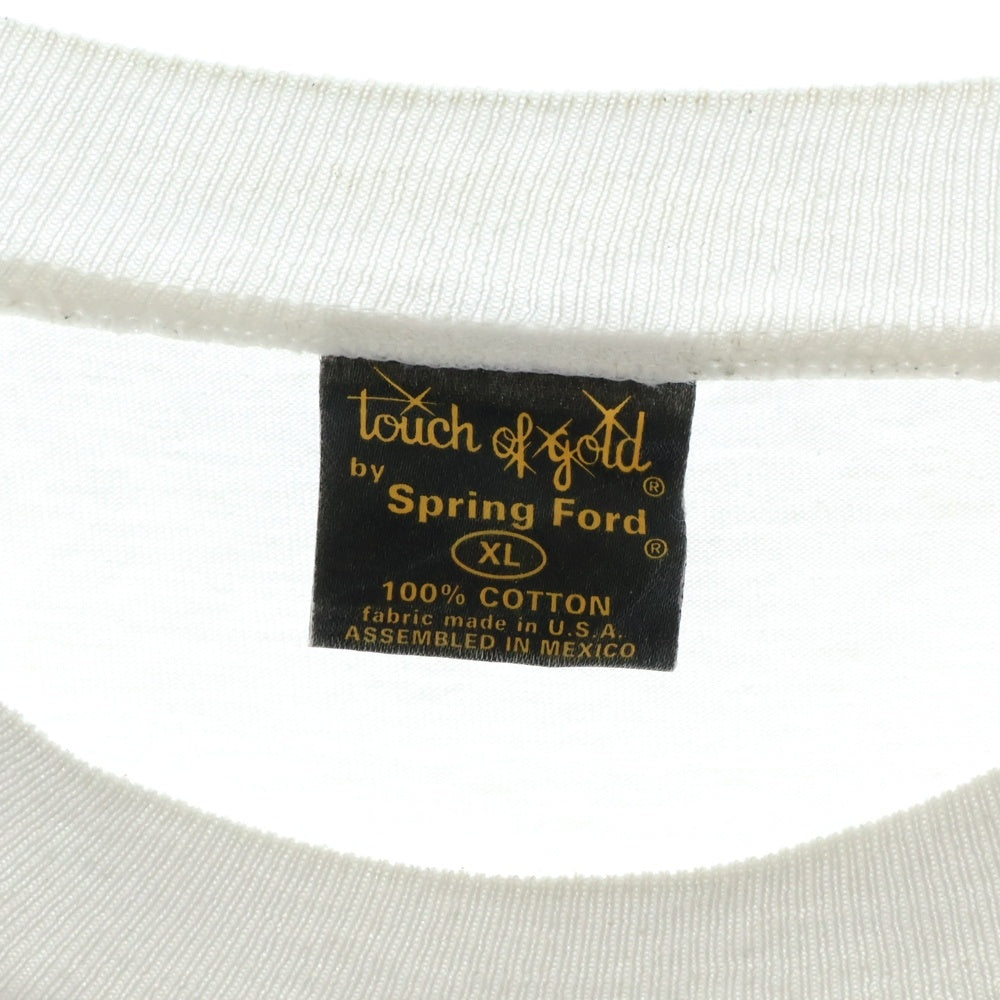 touch of gold ®
by
Spring Ford ®
XL
100% COTTON
fabric made in U.S.A.
ASSEMBLED IN MEXICO